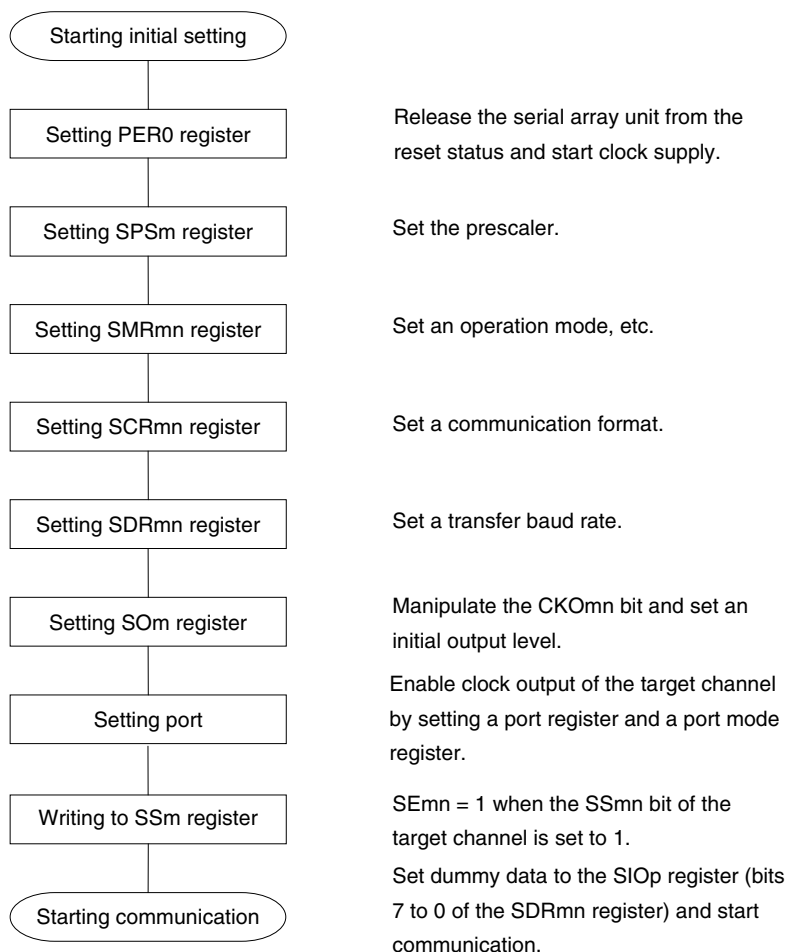 Starting initial setting
Setting PER0 register
Release the serial array unit from the
reset status and start clock supply.
Setting SPSm register
Set the prescaler.
Setting SMRmn register
Set an operation mode, etc.
Setting SCRmn register
Set a communication format.
Setting SDRmn register
Set a transfer baud rate.
Setting SOm register
Manipulate the CKOmn bit and set an
initial output level.
Setting port
Enable clock output of the target channel
by setting a port register and a port mode
register.
Writing to SSm register
SEmn = 1 when the SSmn bit of the
target channel is set to 1.
Starting communication
Set dummy data to the SIOp register (bits
7 to 0 of the SDRmn register) and start
communication.